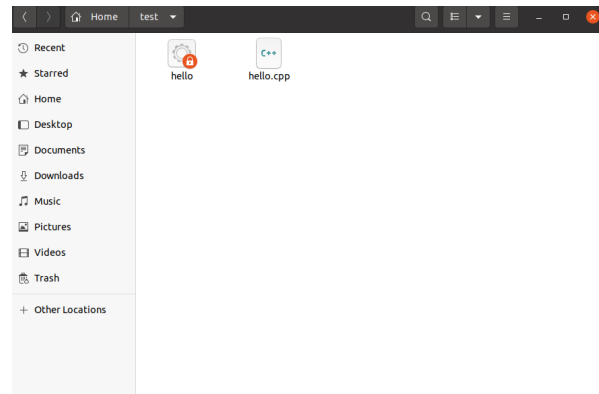 Home test
Recent
Starred
Home
Desktop
Documents
Downloads
Music
Pictures
Videos
Trash
Other Locations
C++
hello hello.cpp